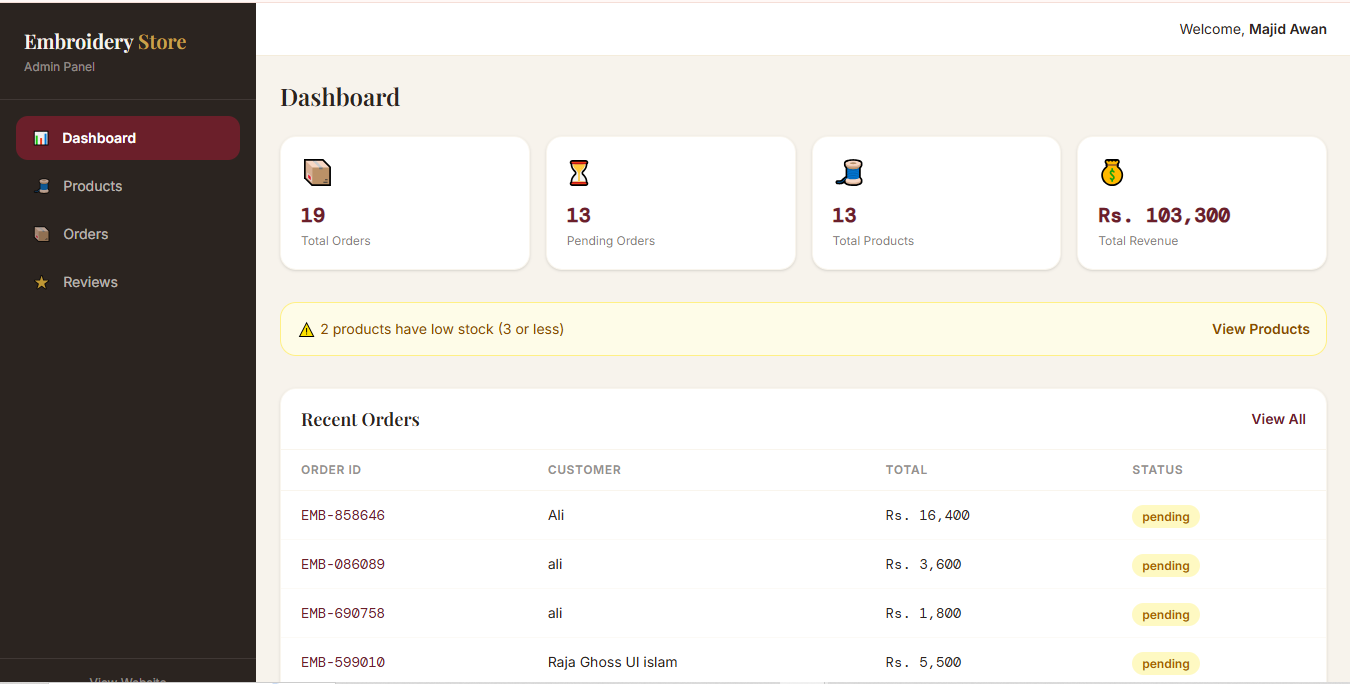 Embroidery Store
Admin Panel
Dashboard
Products
Orders
Reviews
View Website
Welcome, Majid Awan
Dashboard
19
Total Orders
13
Pending Orders
13
Total Products
Rs. 103,300
Total Revenue
2 products have low stock (3 or less)
View Products
Recent Orders
View All
ORDER ID CUSTOMER TOTAL STATUS
EMB-858646 Ali Rs. 16,400 pending
EMB-086089 ali Rs. 3,600 pending
EMB-690758 ali Rs. 1,800 pending
EMB-599010 Raja Ghoss Ul islam Rs. 5,500 pending